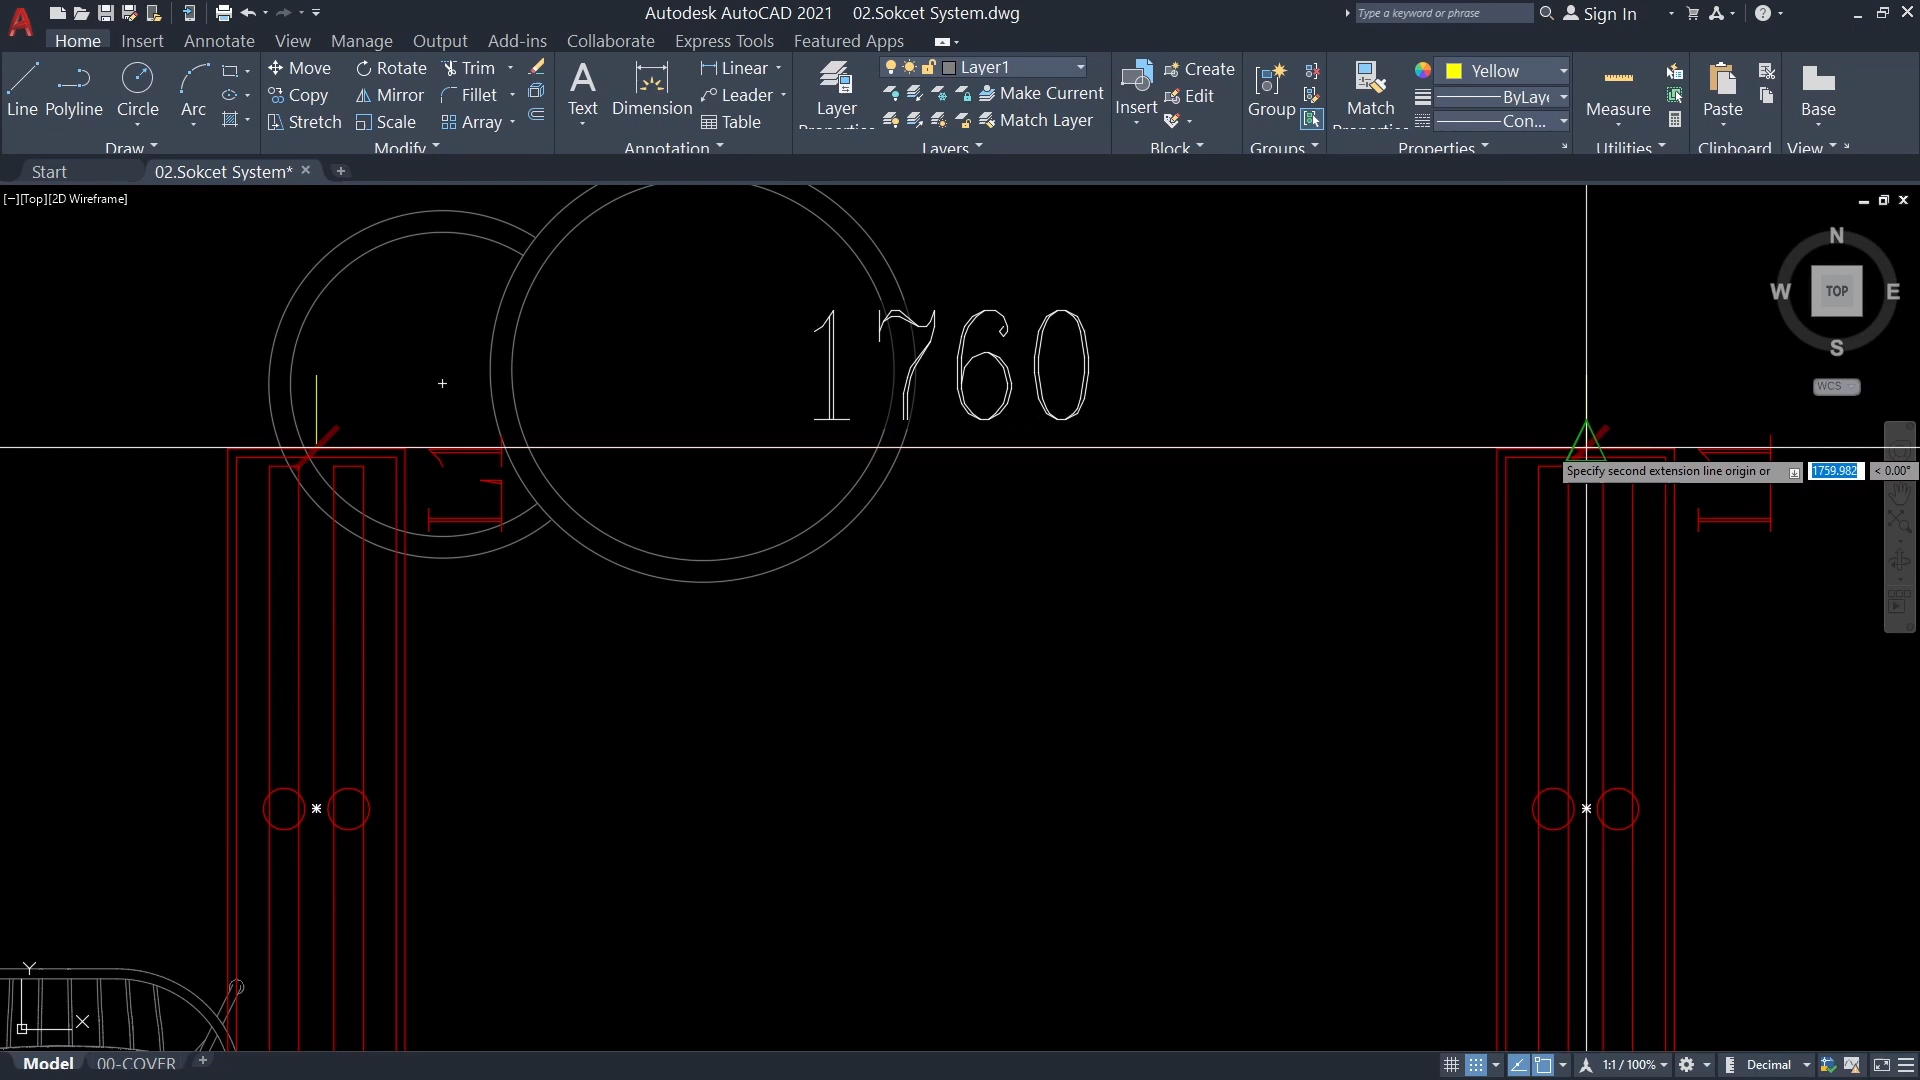 Autodesk AutoCAD 2021 02.Sokcet System.dwg
Type a keyword or phrase
Sign In
Home Insert Annotate View Manage Output Add-ins Collaborate Express Tools Featured Apps
Line Polyline Circle Arc
Move Rotate Trim
Copy Mirror Fillet
Stretch Scale Array
Text Dimension
Linear
Leader
Table
Layer
Layer1
Make Current
Match Layer
Insert
Create
Edit
Group
Match
Yellow
ByLaye
Con...
Measure
Paste
Base
Draw Modify Annotation Layers Block Groups Properties Utilities Clipboard View
Start 02.Sokcet System*
[−][Top][2D Wireframe]
N
W TOP E
S
WCS
1760
Specify second extension line origin or 1759.982 < 0.00°
Y
X
Model 00-COVER
1:1 / 100% Decimal